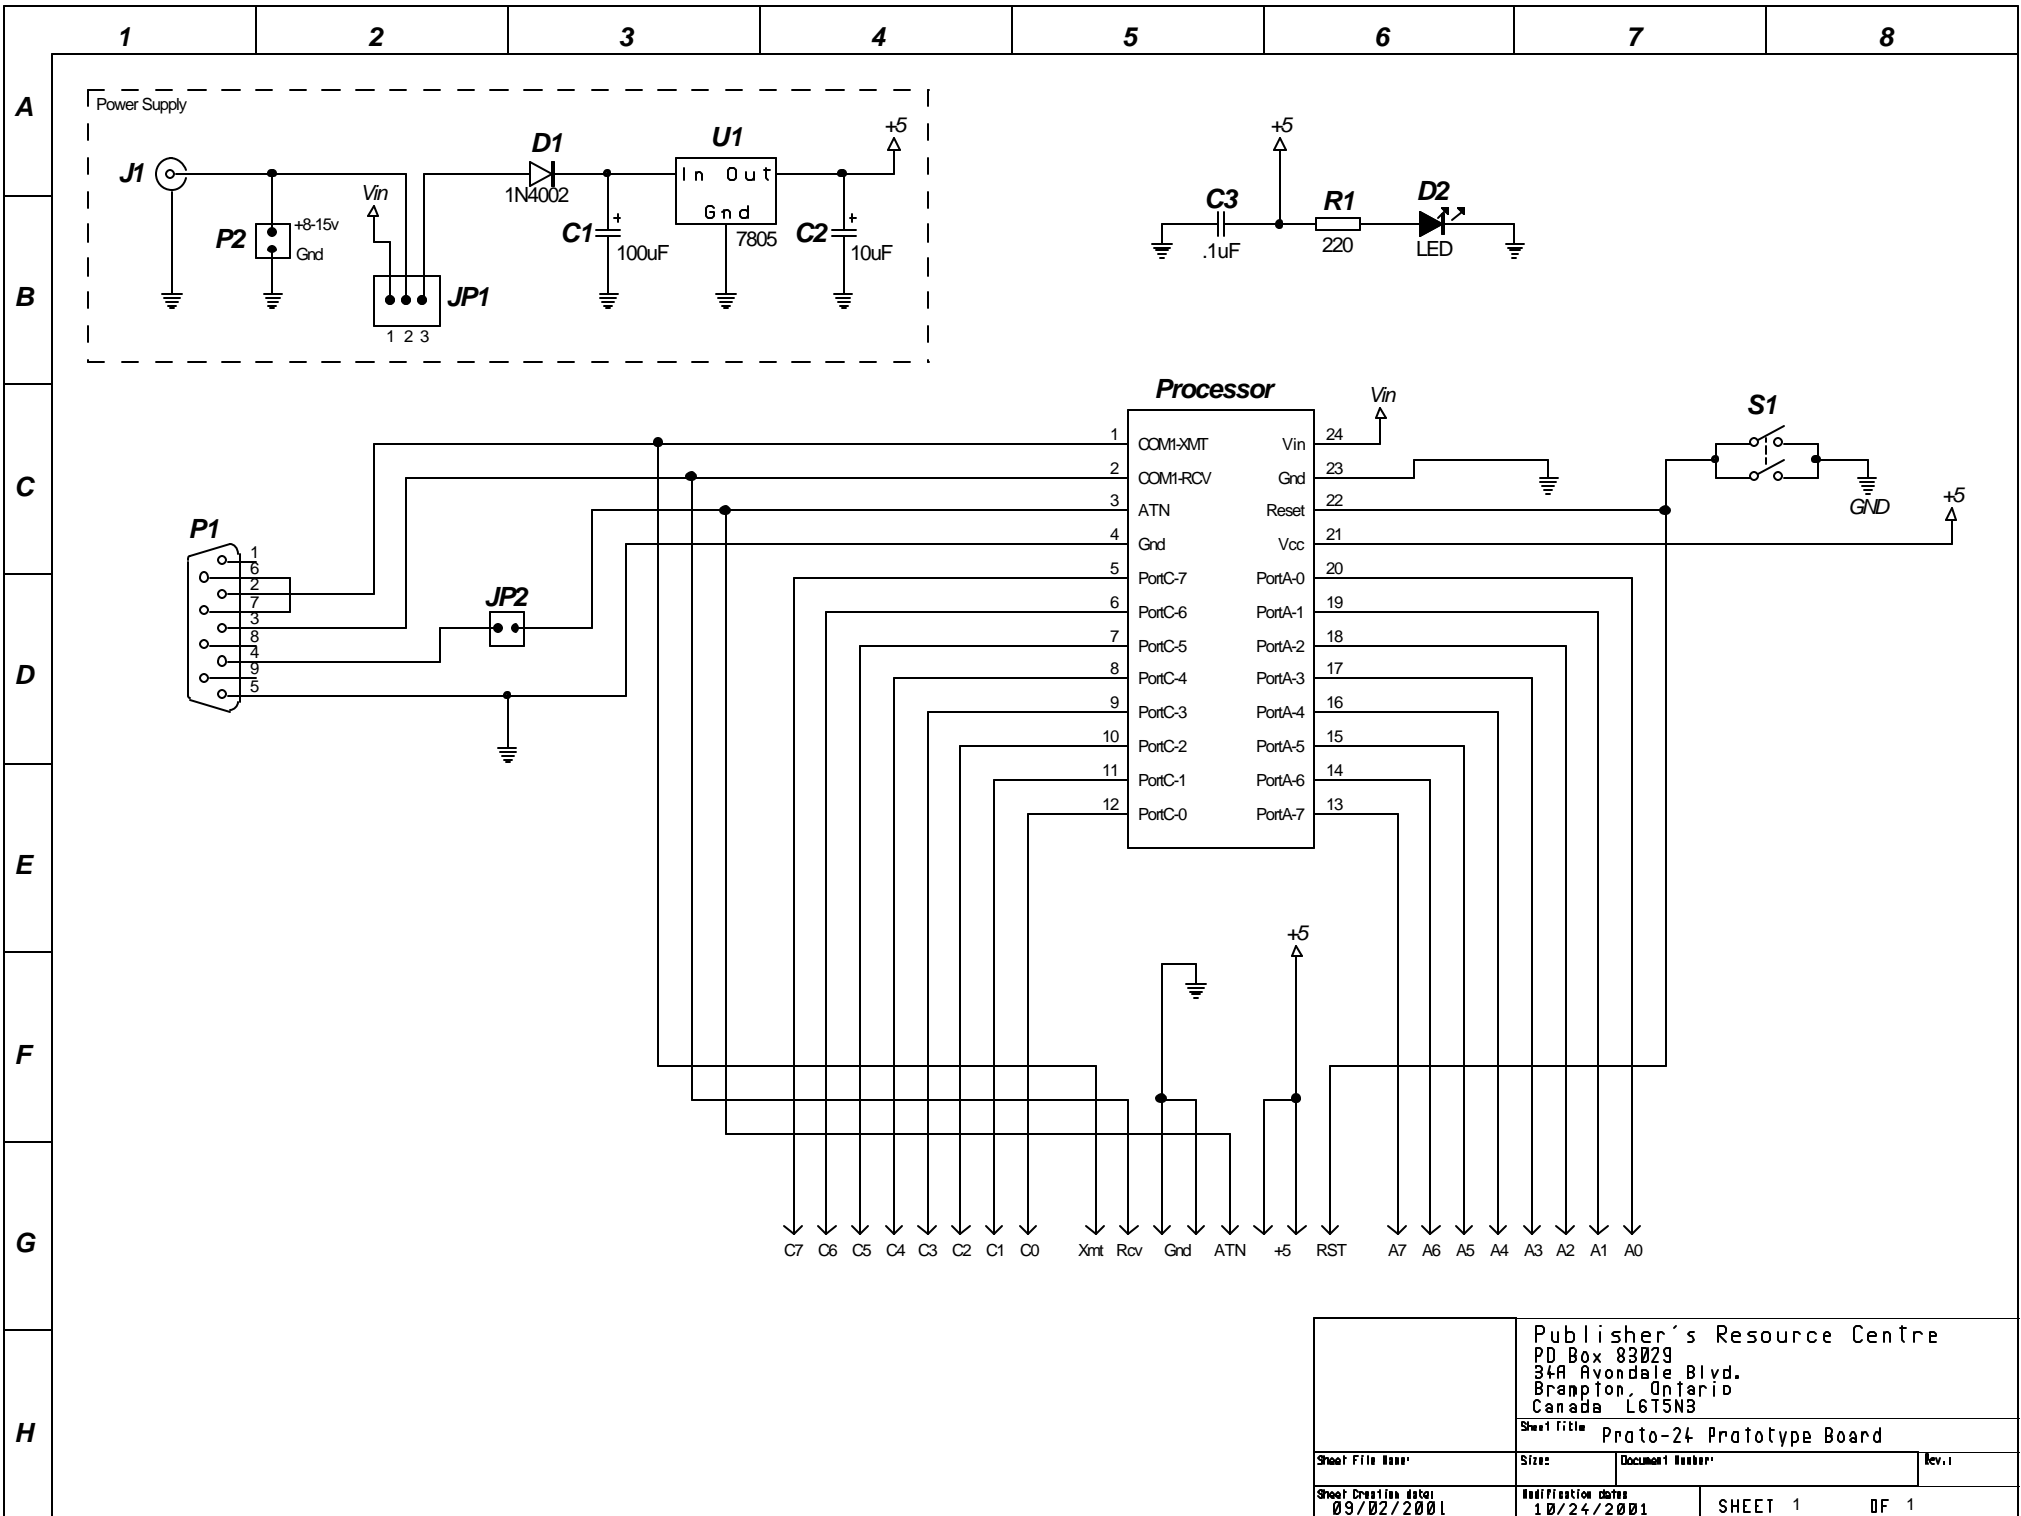 1 2 3 4 5 6 7 8
A
B
C
D
E
F
G
H
Power Supply
J1
P2
+8-15v
Gnd
Vin
JP1
1 2 3
D1
1N4002
C1
+
100uF
U1
In Out
Gnd
7805
C2
+
10uF
+5
+5
C3
.1uF
R1
220
D2
LED
Processor
1 COM1-XMT
2 COM1-RCV
3 ATN
4 Gnd
5 PortC-7
6 PortC-6
7 PortC-5
8 PortC-4
9 PortC-3
10 PortC-2
11 PortC-1
12 PortC-0
Vin 24
Gnd 23
Reset 22
Vcc 21
PortA-0 20
PortA-1 19
PortA-2 18
PortA-3 17
PortA-4 16
PortA-5 15
PortA-6 14
PortA-7 13
Vin
S1
GND
+5
P1
1
6
2
7
3
8
4
9
5
JP2
+5
C7 C6 C5 C4 C3 C2 C1 C0 Xmt Rcv Gnd ATN +5 RST A7 A6 A5 A4 A3 A2 A1 A0
Publisher's Resource Centre
PO Box 83029
34A Avondale Blvd.
Brampton, Ontario
Canada L6T5N3
Sheet Title
Proto-24 Prototype Board
Sheet File Name:
Size:
Document Number:
Rev.:
Sheet Creation date:
09/02/2001
Modification date:
10/24/2001
SHEET 1 OF 1